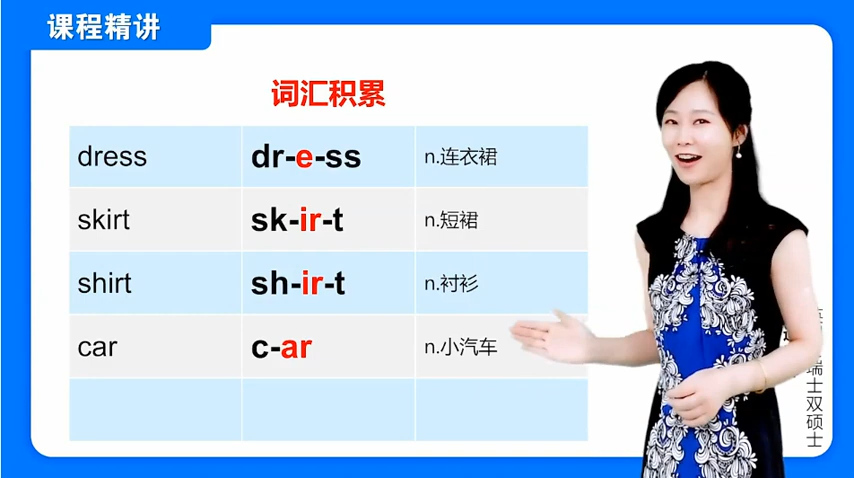 课程精讲
词汇积累
dress dr-e-ss n.连衣裙
skirt sk-ir-t n.短裙
shirt sh-ir-t n.衬衫
car c-ar n.小汽车
瑞士双硕士